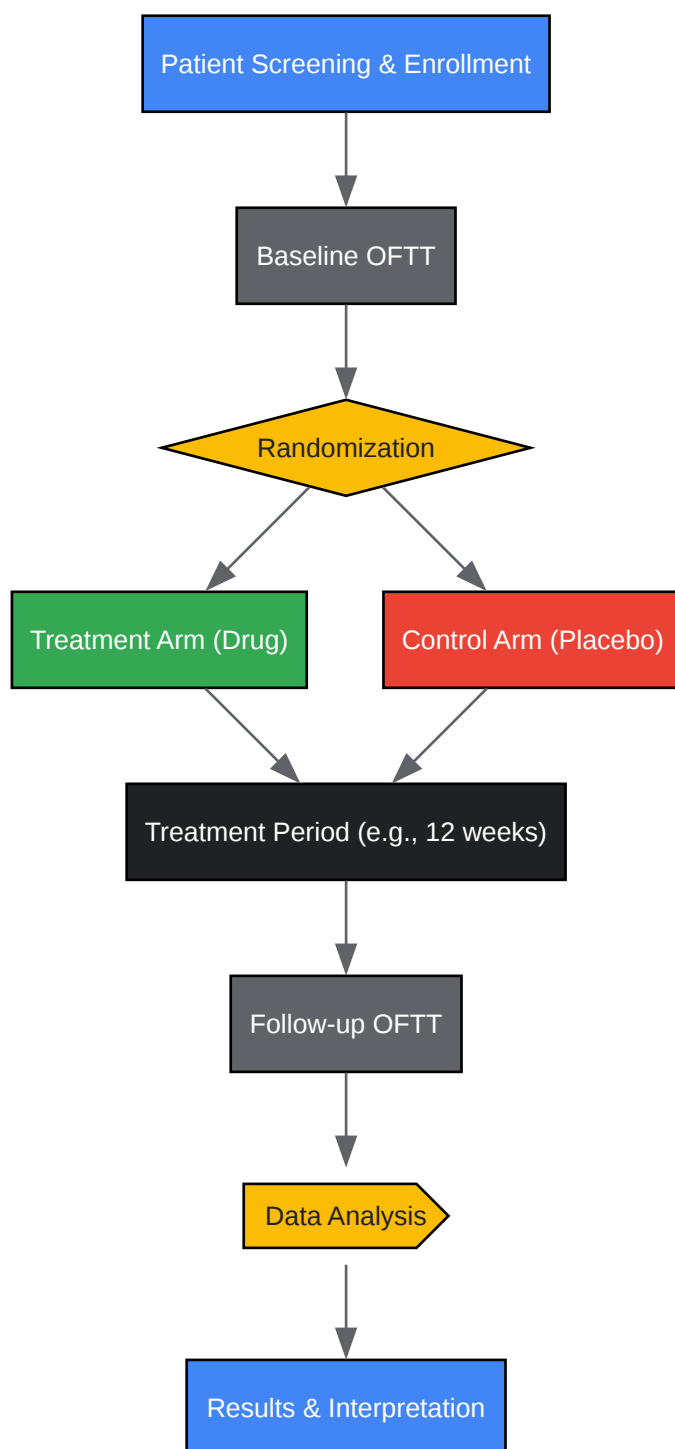 Patient Screening & Enrollment
Baseline OFTT
Randomization
Treatment Arm (Drug)
Control Arm (Placebo)
Treatment Period (e.g., 12 weeks)
Follow-up OFTT
Data Analysis
Results & Interpretation